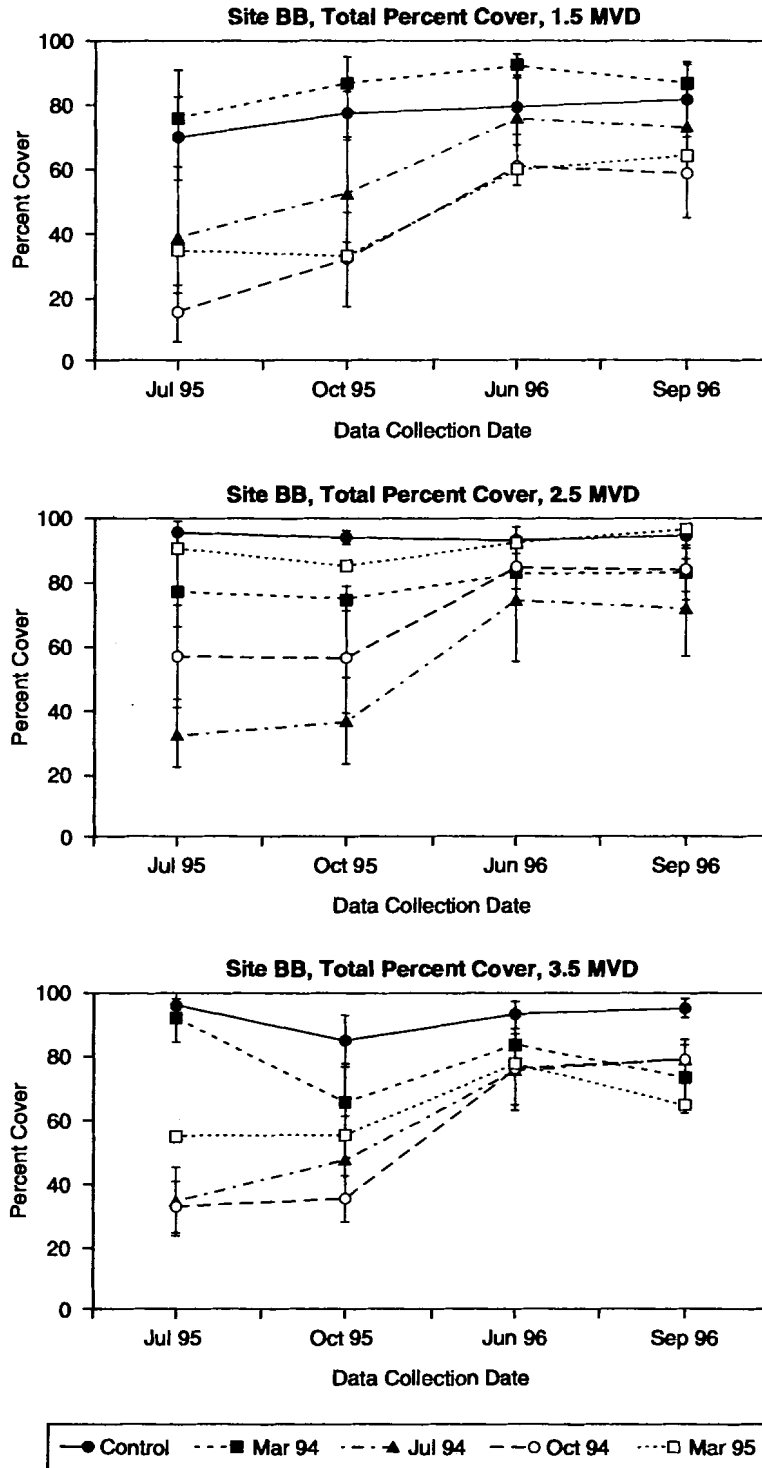 Site BB, Total Percent Cover, 1.5 MVD
100
80
60
40
20
0
Percent Cover
Jul 95 Oct 95 Jun 96 Sep 96
Data Collection Date
Site BB, Total Percent Cover, 2.5 MVD
100
80
60
40
20
0
Percent Cover
Jul 95 Oct 95 Jun 96 Sep 96
Data Collection Date
Site BB, Total Percent Cover, 3.5 MVD
100
80
60
40
20
0
Percent Cover
Jul 95 Oct 95 Jun 96 Sep 96
Data Collection Date
Control Mar 94 Jul 94 Oct 94 Mar 95